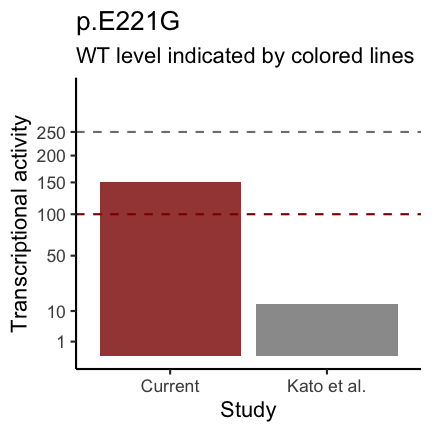 p.E221G
WT level indicated by colored lines
Transcriptional activity
250
200
150
100
50
10
1
Current
Kato et al.
Study